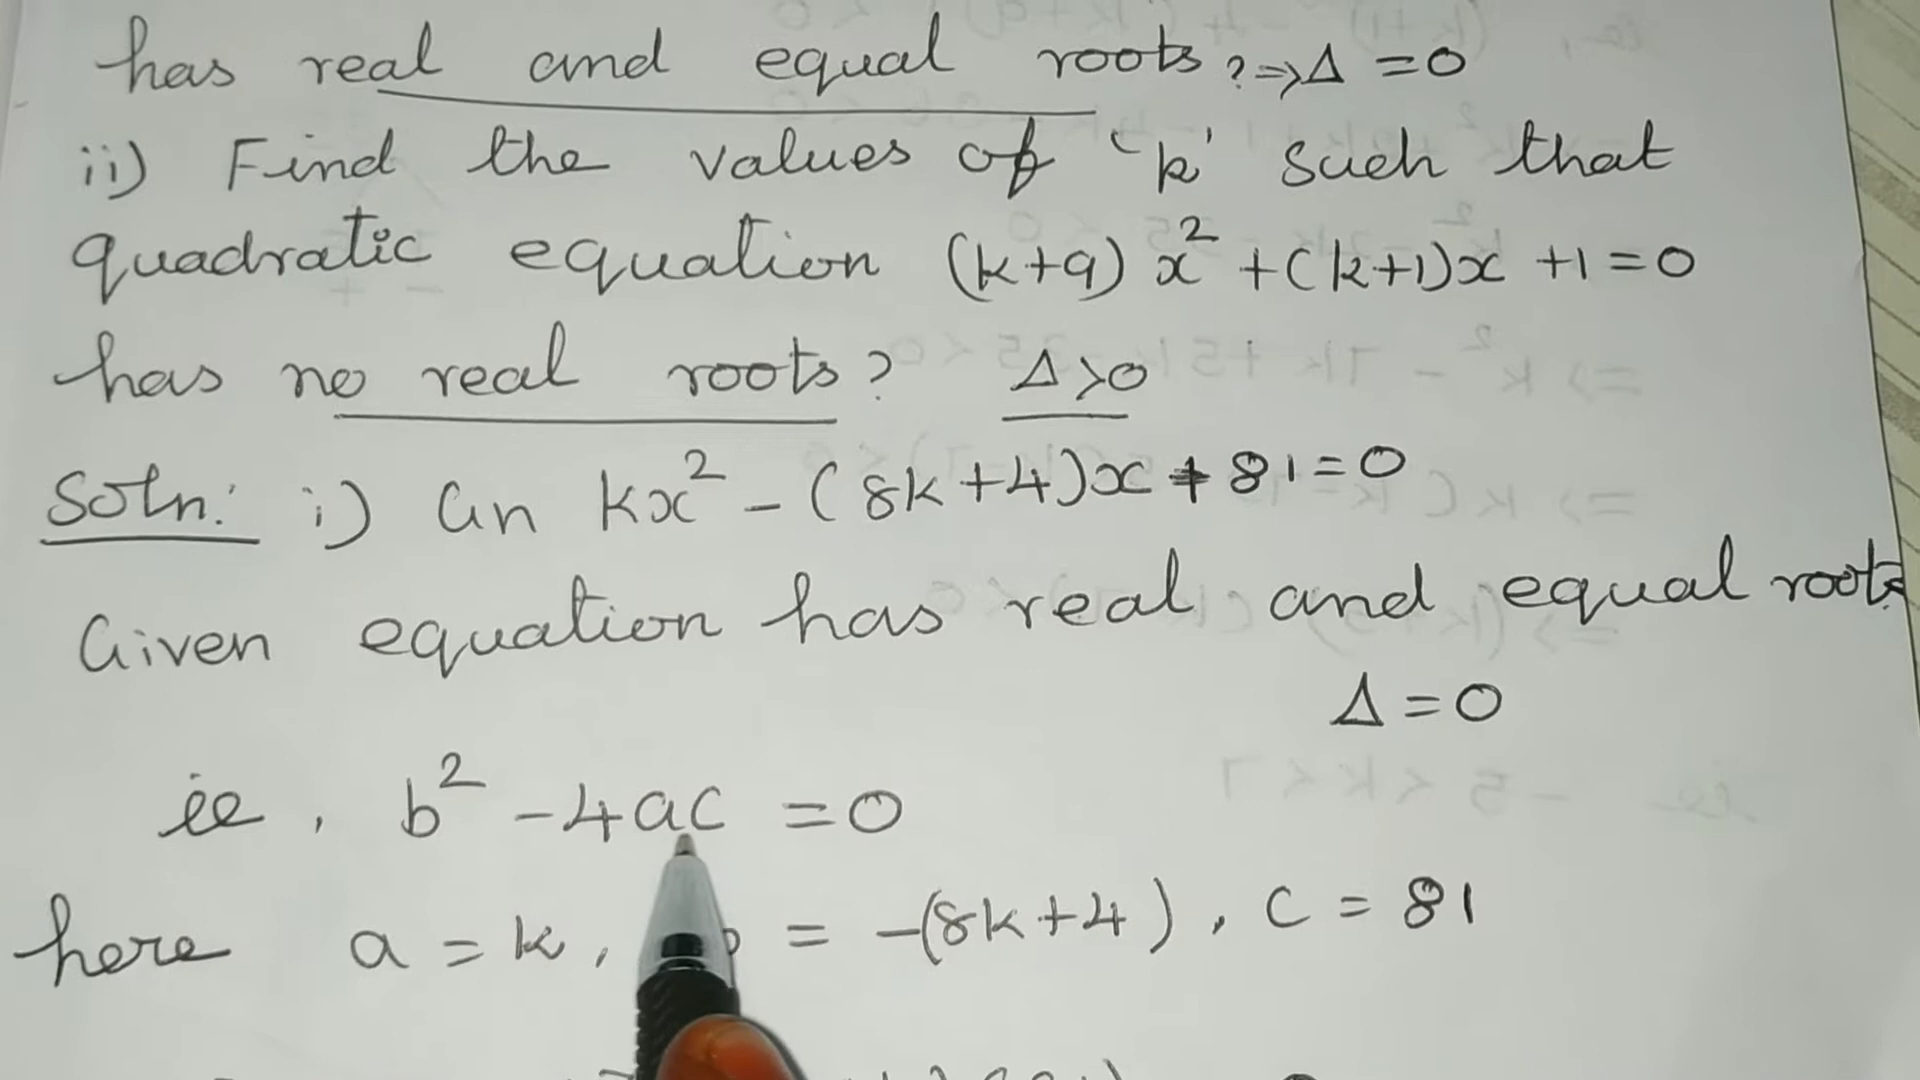 has real and equal roots ? ⇒ Δ = 0
ii) Find the values of 'k' such that
quadratic equation (k+9) x² + (k+1)x + 1 = 0
has no real roots ? Δ > 0
Soln: i) Gn kx² - (8k+4)x + 81 = 0
Given equation has real and equal roots
Δ = 0
ie , b² - 4ac = 0
here a = k , b = -(8k+4) , c = 81